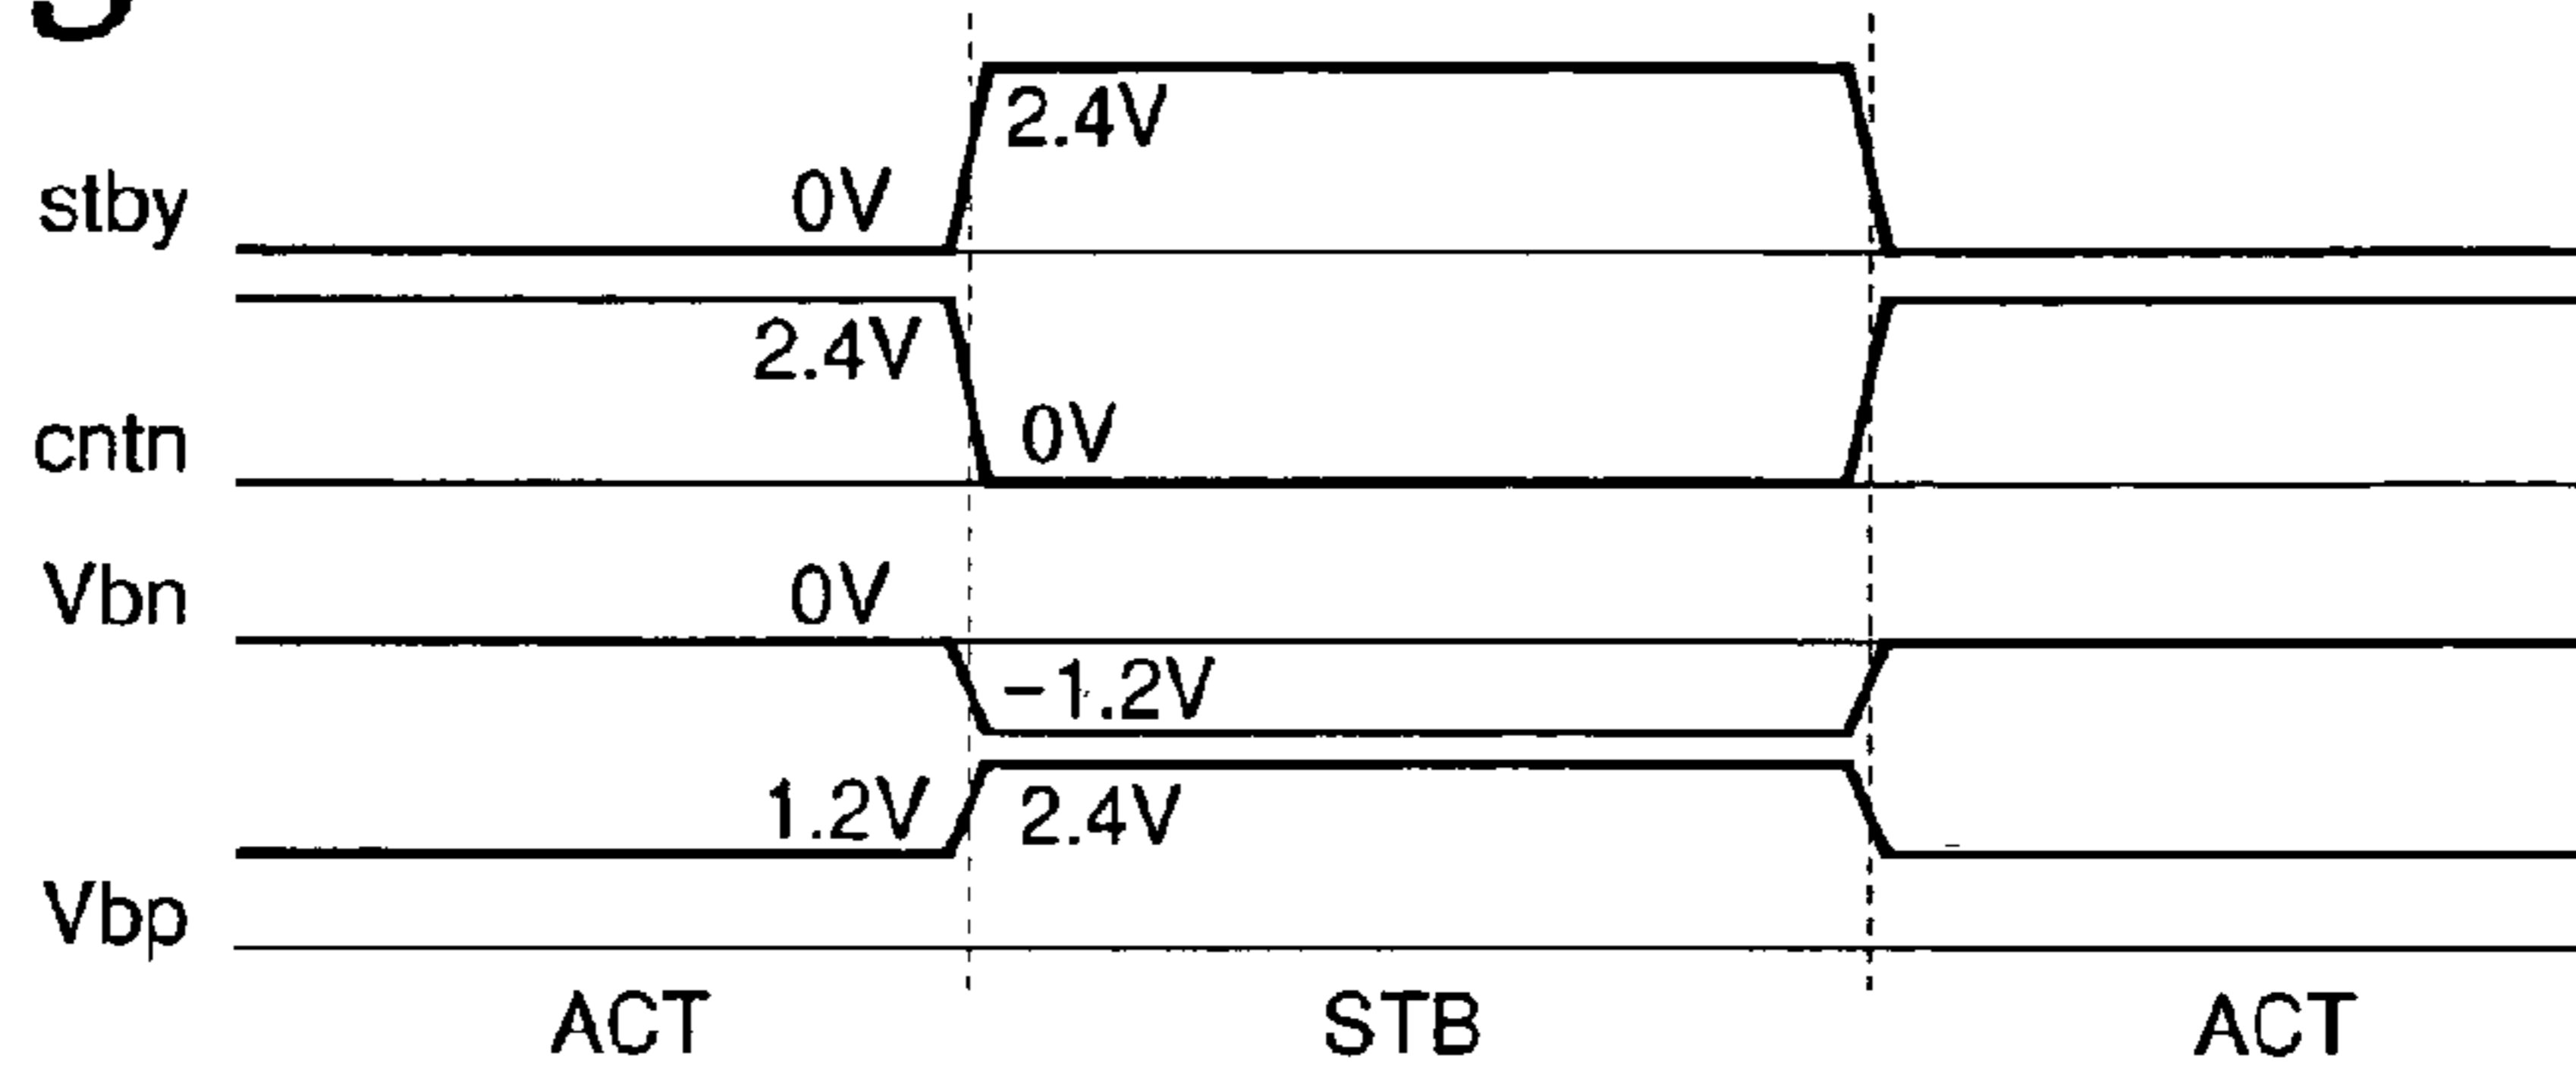 2.4V
stby 0V
2.4V
cntn 0V
Vbn 0V
-1.2V
1.2V 2.4V
Vbp
ACT STB ACT